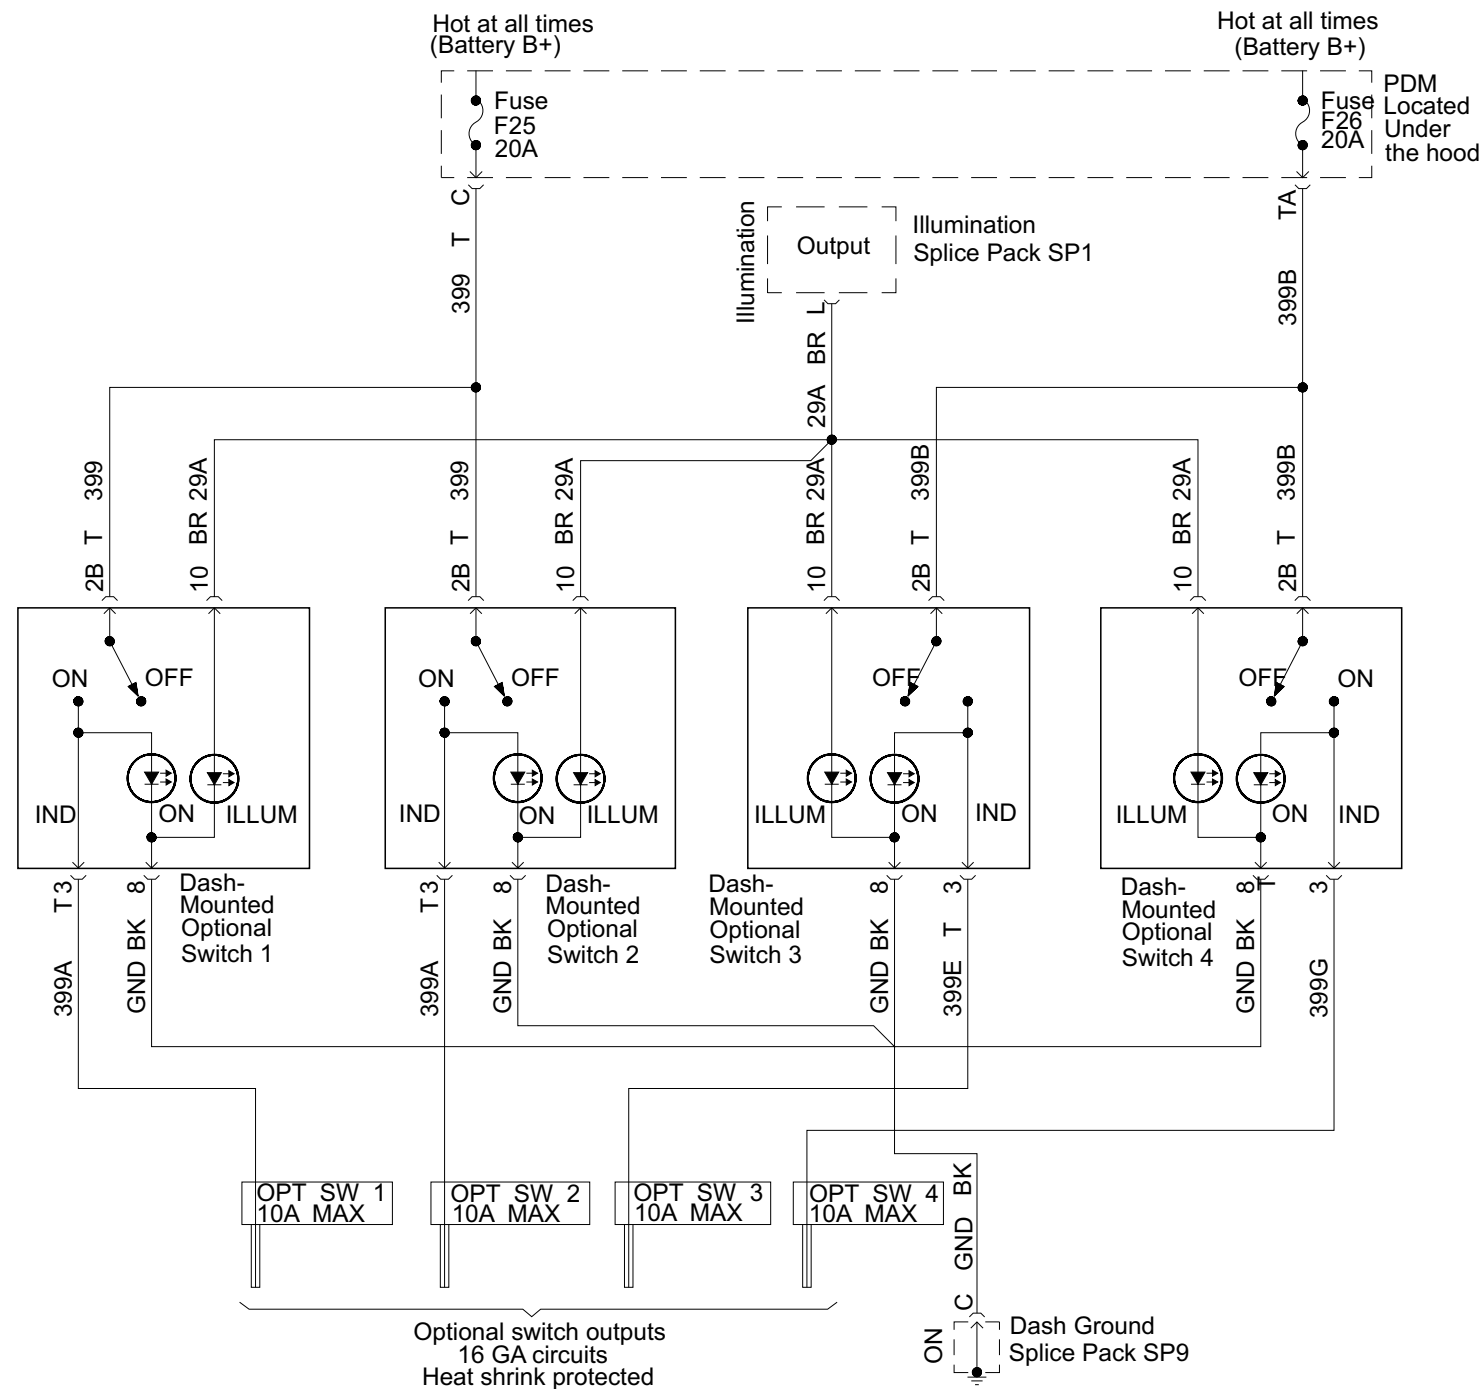 Hot at all times
(Battery B+)
Hot at all times
(Battery B+)
Fuse
F25
20A
Fuse
F26
20A
PDM
Located
Under
the hood
399 T C
Illumination
Output
Illumination
Splice Pack SP1
399B TA
29A BR L
2B T 399
10 BR 29A
2B T 399
10 BR 29A
10 BR 29A
2B T 399B
10 BR 29A
2B T 399B
ON OFF
ON OFF
OFF
OFF ON
IND ON ILLUM
IND ON ILLUM
ILLUM ON IND
ILLUM ON IND
399A T 3
GND BK 8
Dash-
Mounted
Optional
Switch 1
399A T 3
GND BK 8
Dash-
Mounted
Optional
Switch 2
Dash-
Mounted
Optional
Switch 3
GND BK 8
399E T 3
Dash-
Mounted
Optional
Switch 4
GND BK 8
T
399G 3
OPT SW 1
10A MAX
OPT SW 2
10A MAX
OPT SW 3
10A MAX
OPT SW 4
10A MAX
C GND BK
Optional switch outputs
16 GA circuits
Heat shrink protected
ON
Dash Ground
Splice Pack SP9